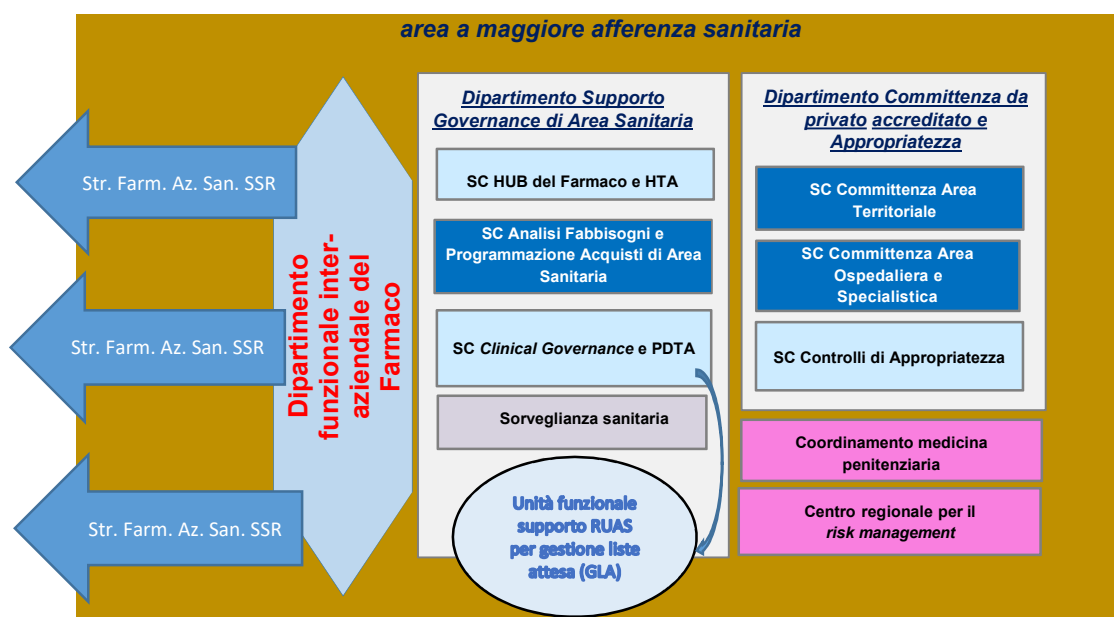 area a maggiore afferenza sanitaria
Str. Farm. Az. San. SSR
Str. Farm. Az. San. SSR
Str. Farm. Az. San. SSR
Dipartimento
funzionale inter-
aziendale del
Farmaco
Dipartimento Supporto
Governance di Area Sanitaria
SC HUB del Farmaco e HTA
SC Analisi Fabbisogni e
Programmazione Acquisti di Area
Sanitaria
SC Clinical Governance e PDTA
Sorveglianza sanitaria
Unità funzionale
supporto RUAS
per gestione liste
attesa (GLA)
Dipartimento Committenza da
privato accreditato e
Appropriatezza
SC Committenza Area
Territoriale
SC Committenza Area
Ospedaliera e
Specialistica
SC Controlli di Appropriatezza
Coordinamento medicina
penitenziaria
Centro regionale per il
risk management